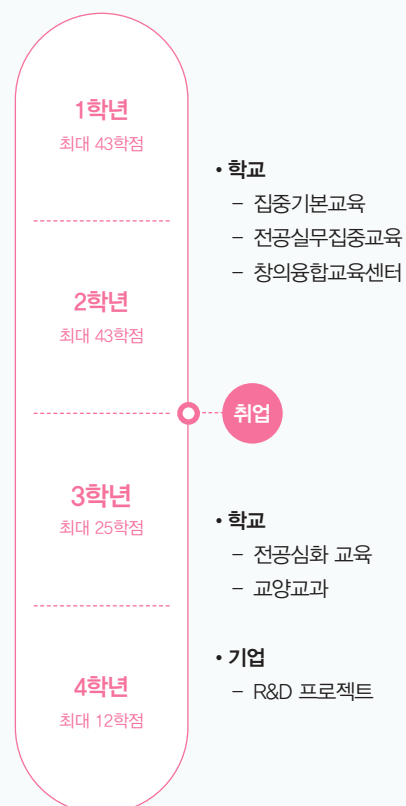 1학년
최대 43학점
• 학교
– 집중기본교육
– 전공실무집중교육
– 창의융합교육센터
2학년
최대 43학점
취업
3학년
최대 25학점
• 학교
– 전공심화 교육
– 교양교과
4학년
최대 12학점
• 기업
– R&D 프로젝트